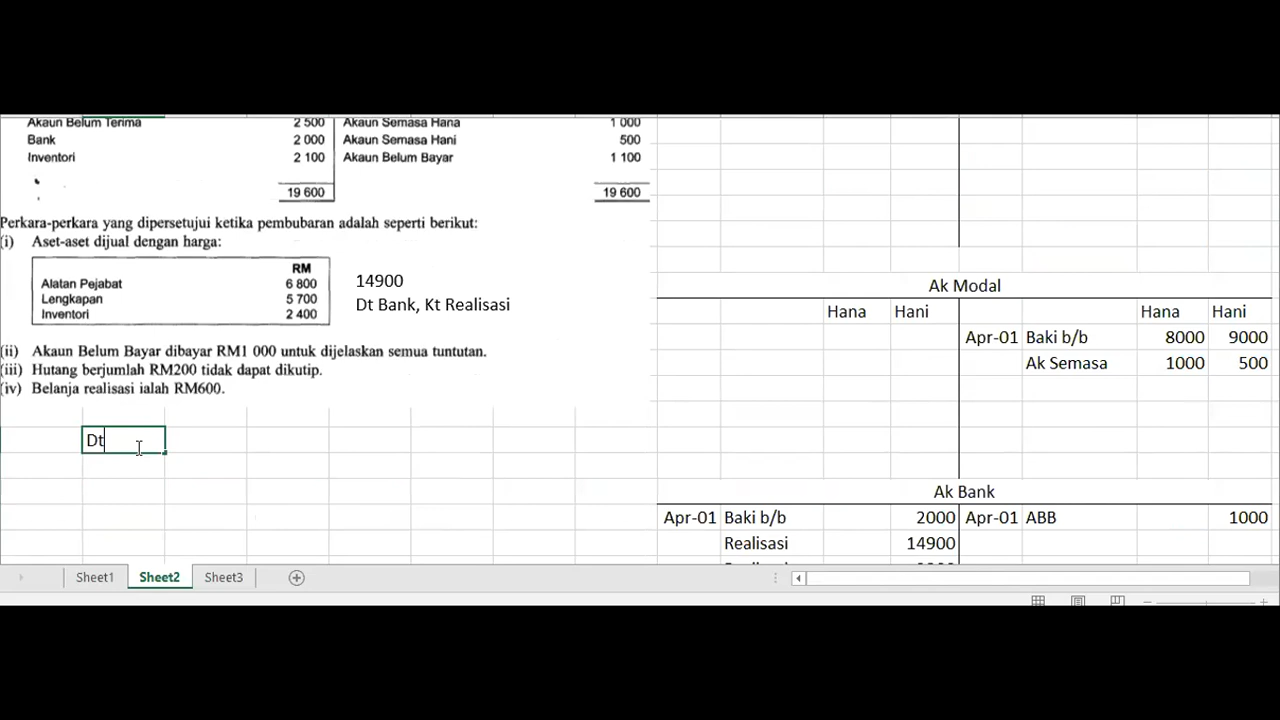 Akaun Belum Terima 2 500 Akaun Semasa Hana 1 000
Bank 2 000 Akaun Semasa Hani 500
Inventori 2 100 Akaun Belum Bayar 1 100
19 600 19 600
Perkara-perkara yang dipersetujui ketika pembubaran adalah seperti berikut:
(i) Aset-aset dijual dengan harga:
RM
Alatan Pejabat 6 800
Lengkapan 5 700
Inventori 2 400
14900
Dt Bank, Kt Realisasi
(ii) Akaun Belum Bayar dibayar RM1 000 untuk dijelaskan semua tuntutan.
(iii) Hutang berjumlah RM200 tidak dapat dikutip.
(iv) Belanja realisasi ialah RM600.
Dt
Ak Modal
Hana Hani Hana Hani
Apr-01 Baki b/b 8000 9000
Ak Semasa 1000 500
Ak Bank
Apr-01 Baki b/b 2000 Apr-01 ABB 1000
Realisasi 14900
Sheet1 Sheet2 Sheet3